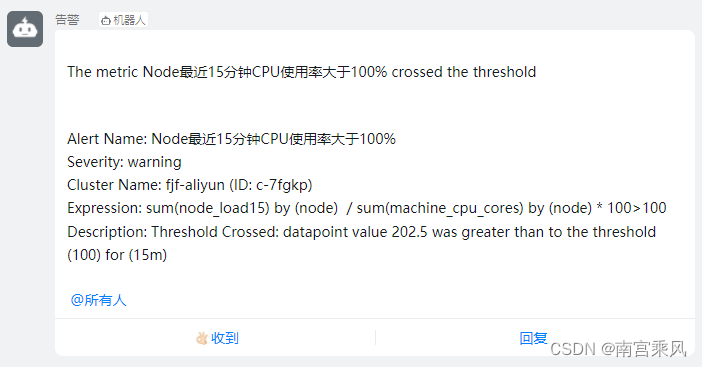 告警 机器人
The metric Node最近15分钟CPU使用率大于100% crossed the threshold
Alert Name: Node最近15分钟CPU使用率大于100%
Severity: warning
Cluster Name: fjf-aliyun (ID: c-7fgkp)
Expression: sum(node_load15) by (node) / sum(machine_cpu_cores) by (node) * 100>100
Description: Threshold Crossed: datapoint value 202.5 was greater than to the threshold
(100) for (15m)
@所有人
👌🏻收到 回复
CSDN @南宫乘风